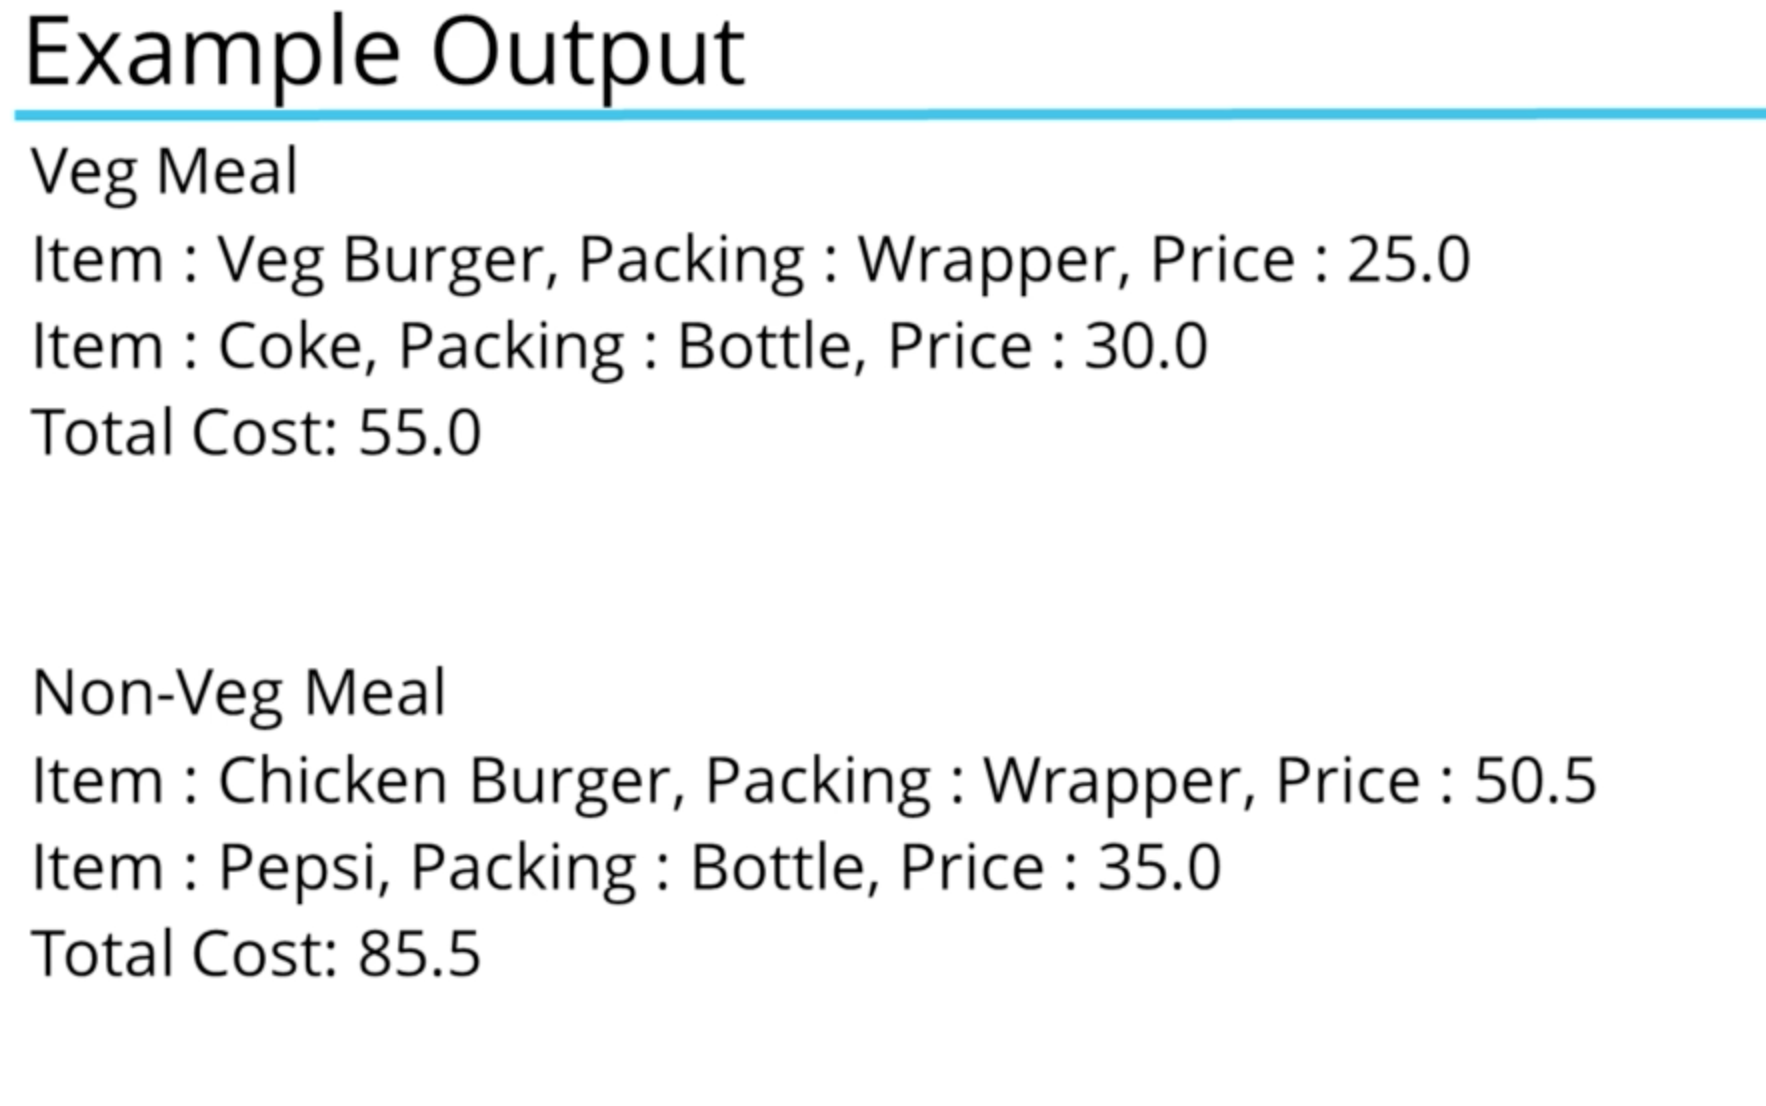 Example Output
Veg Meal
Item : Veg Burger, Packing : Wrapper, Price : 25.0
Item : Coke, Packing : Bottle, Price : 30.0
Total Cost: 55.0
Non-Veg Meal
Item : Chicken Burger, Packing : Wrapper, Price : 50.5
Item : Pepsi, Packing : Bottle, Price : 35.0
Total Cost: 85.5